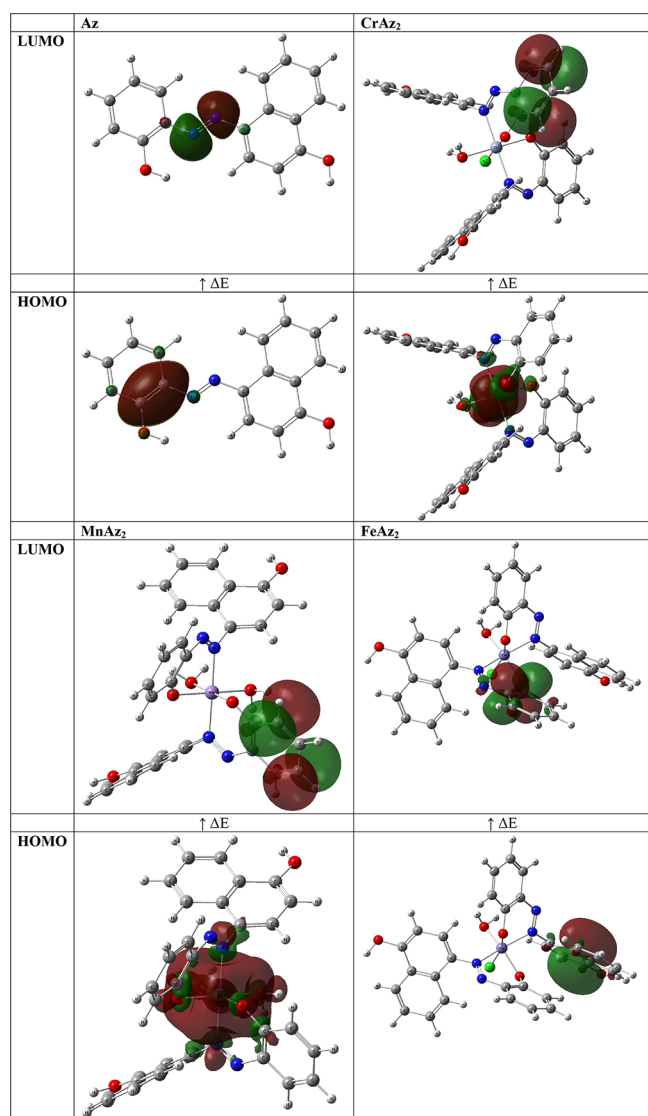 Az CrAz₂
LUMO
↑ ΔE ↑ ΔE
HOMO
MnAz₂ FeAz₂
LUMO
↑ ΔE ↑ ΔE
HOMO